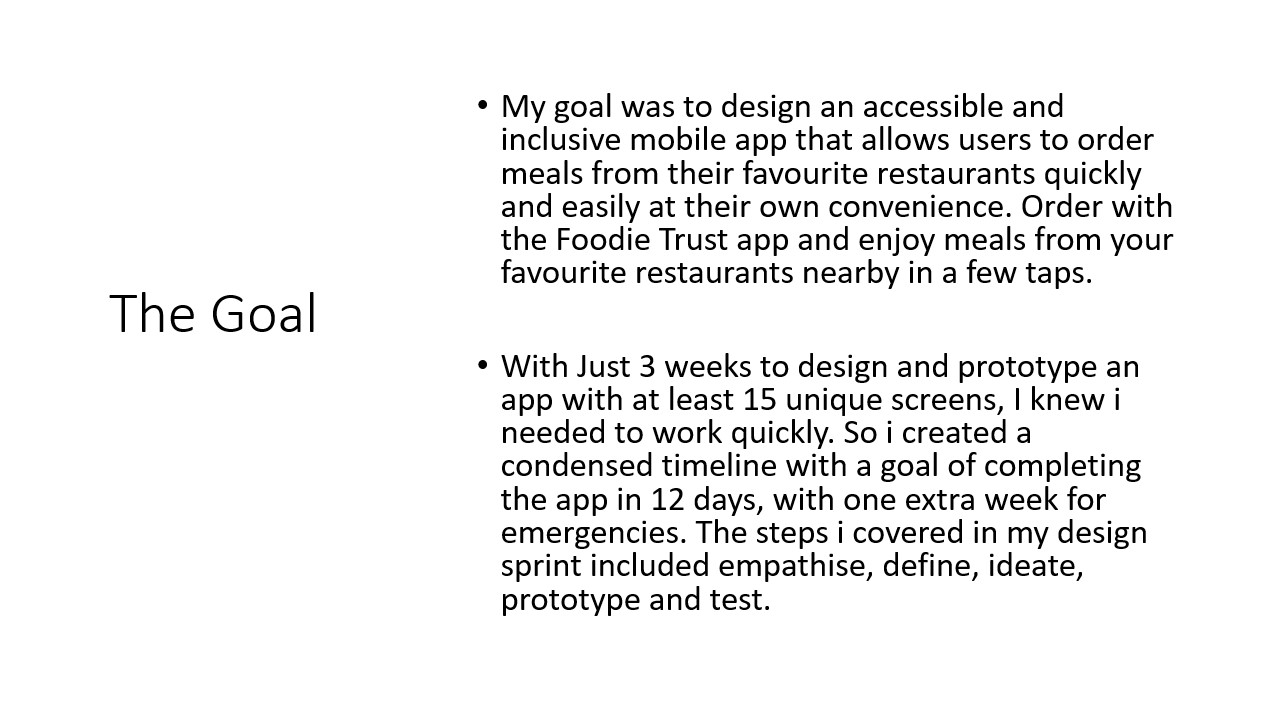 The Goal
• My goal was to design an accessible and
inclusive mobile app that allows users to order
meals from their favourite restaurants quickly
and easily at their own convenience. Order with
the Foodie Trust app and enjoy meals from your
favourite restaurants nearby in a few taps.
• With Just 3 weeks to design and prototype an
app with at least 15 unique screens, I knew i
needed to work quickly. So i created a
condensed timeline with a goal of completing
the app in 12 days, with one extra week for
emergencies. The steps i covered in my design
sprint included empathise, define, ideate,
prototype and test.